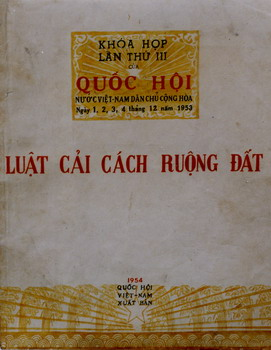 KHÓA HỌP
LẦN THỨ III
CỦA
QUỐC HỘI
NƯỚC VIỆT-NAM DÂN CHỦ CỘNG HÒA
Ngày 1, 2, 3, 4 tháng 12 năm 1953
LUẬT CẢI CÁCH RUỘNG ĐẤT
1954
QUỐC HỘI
VIỆT-NAM
XUẤT BẢN